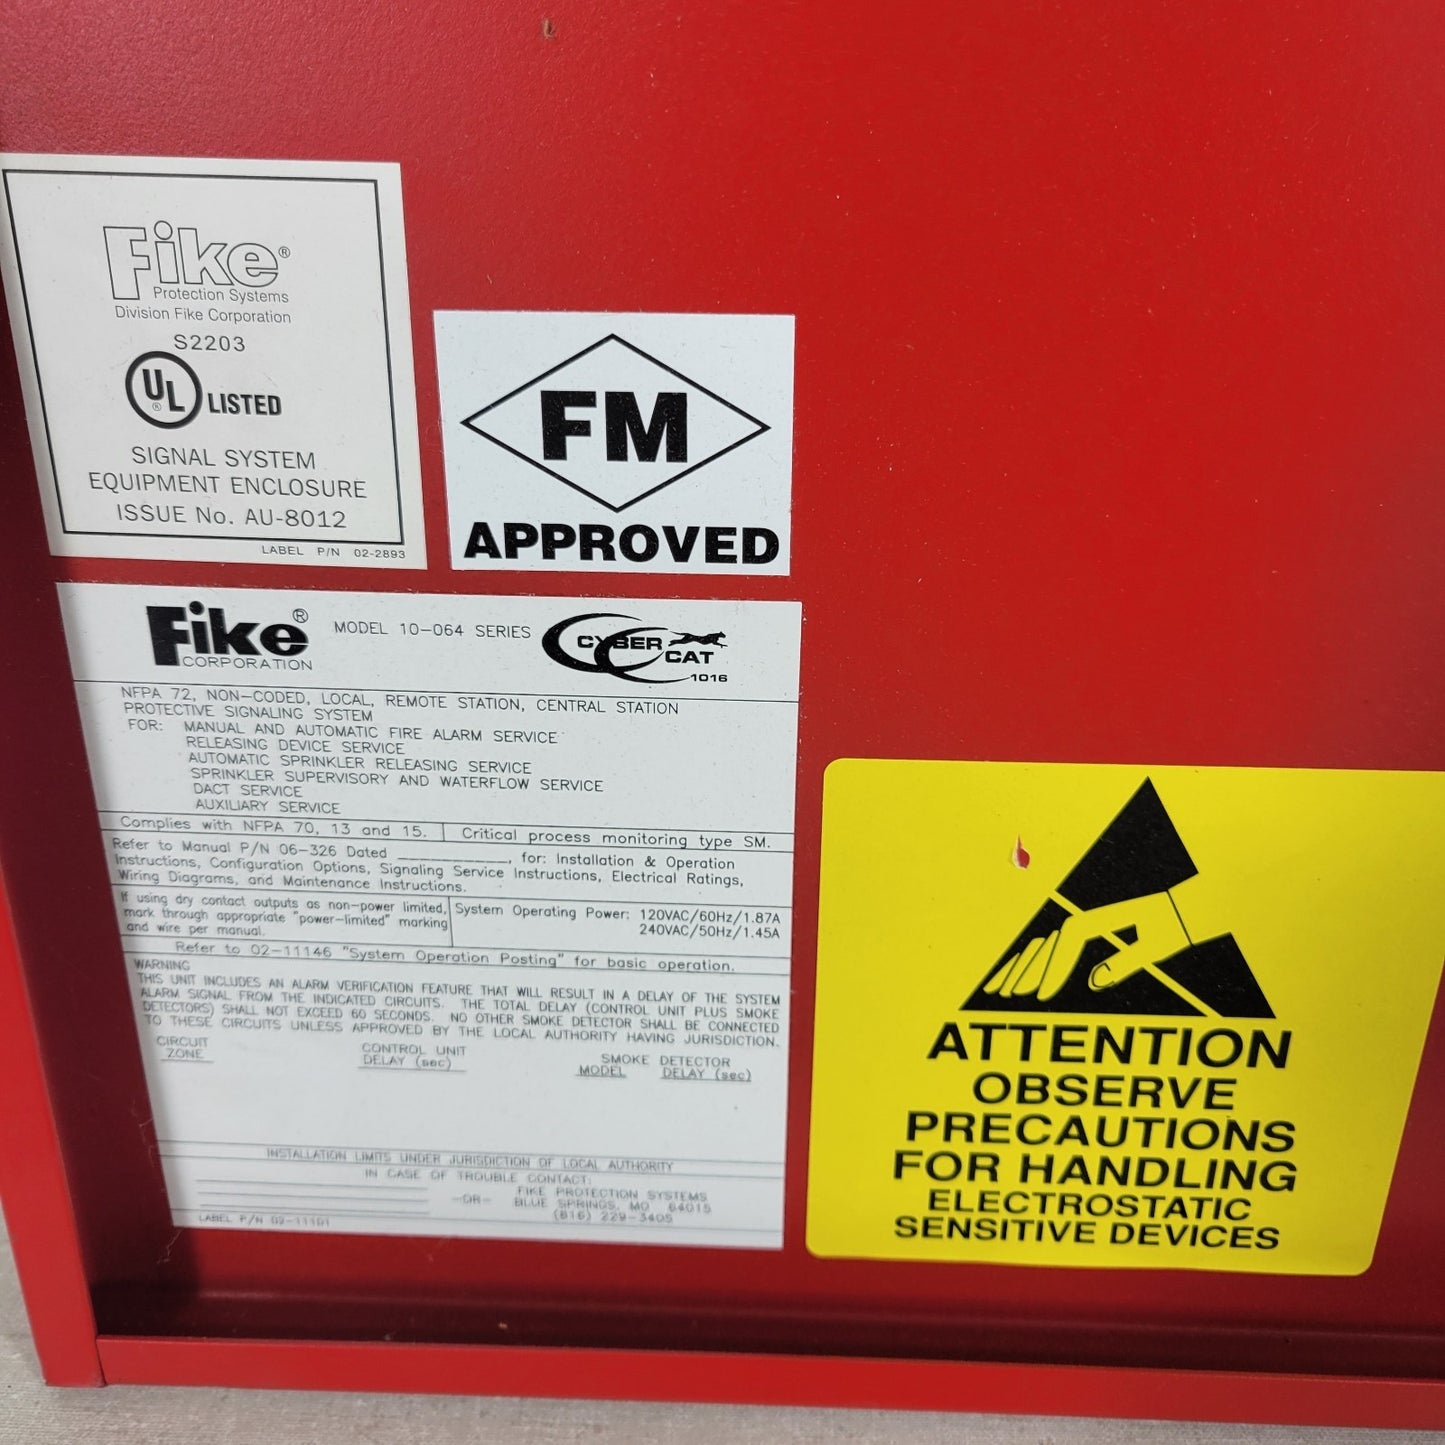 Fike®
Protection Systems
Division Fike Corporation
S2203
UL® LISTED
SIGNAL SYSTEM
EQUIPMENT ENCLOSURE
ISSUE No. AU-8012
LABEL P/N 02-2893
FM
APPROVED
Fike®
CORPORATION
MODEL 10-064 SERIES
CYBER
CAT
1016
NFPA 72, NON-CODED, LOCAL, REMOTE STATION, CENTRAL STATION
PROTECTIVE SIGNALING SYSTEM
FOR: MANUAL AND AUTOMATIC FIRE ALARM SERVICE
RELEASING DEVICE SERVICE
AUTOMATIC SPRINKLER RELEASING SERVICE
SPRINKLER SUPERVISORY AND WATERFLOW SERVICE
DACT SERVICE
AUXILIARY SERVICE
Complies with NFPA 70, 13 and 15. Critical process monitoring type SM.
Refer to Manual P/N 06-326 Dated ____________, for: Installation & Operation
Instructions, Configuration Options, Signaling Service Instructions, Electrical Ratings,
Wiring Diagrams, and Maintenance Instructions.
If using dry contact outputs as non-power limited,
mark through appropriate "power-limited" marking
and wire per manual.
System Operating Power: 120VAC/60Hz/1.87A
240VAC/50Hz/1.45A
Refer to 02-11146 "System Operation Posting" for basic operation.
WARNING
THIS UNIT INCLUDES AN ALARM VERIFICATION FEATURE THAT WILL RESULT IN A DELAY OF THE SYSTEM
ALARM SIGNAL FROM THE INDICATED CIRCUITS. THE TOTAL DELAY (CONTROL UNIT PLUS SMOKE
DETECTORS) SHALL NOT EXCEED 60 SECONDS. NO OTHER SMOKE DETECTOR SHALL BE CONNECTED
TO THESE CIRCUITS UNLESS APPROVED BY THE LOCAL AUTHORITY HAVING JURISDICTION.
CIRCUIT
ZONE
CONTROL UNIT
DELAY (sec)
SMOKE DETECTOR
MODEL DELAY (sec)
INSTALLATION LIMITS UNDER JURISDICTION OF LOCAL AUTHORITY
IN CASE OF TROUBLE CONTACT:
-OR-
FIKE PROTECTION SYSTEMS
BLUE SPRINGS, MO 64015
(816) 229-3405
LABEL P/N 02-11101
ATTENTION
OBSERVE
PRECAUTIONS
FOR HANDLING
ELECTROSTATIC
SENSITIVE DEVICES